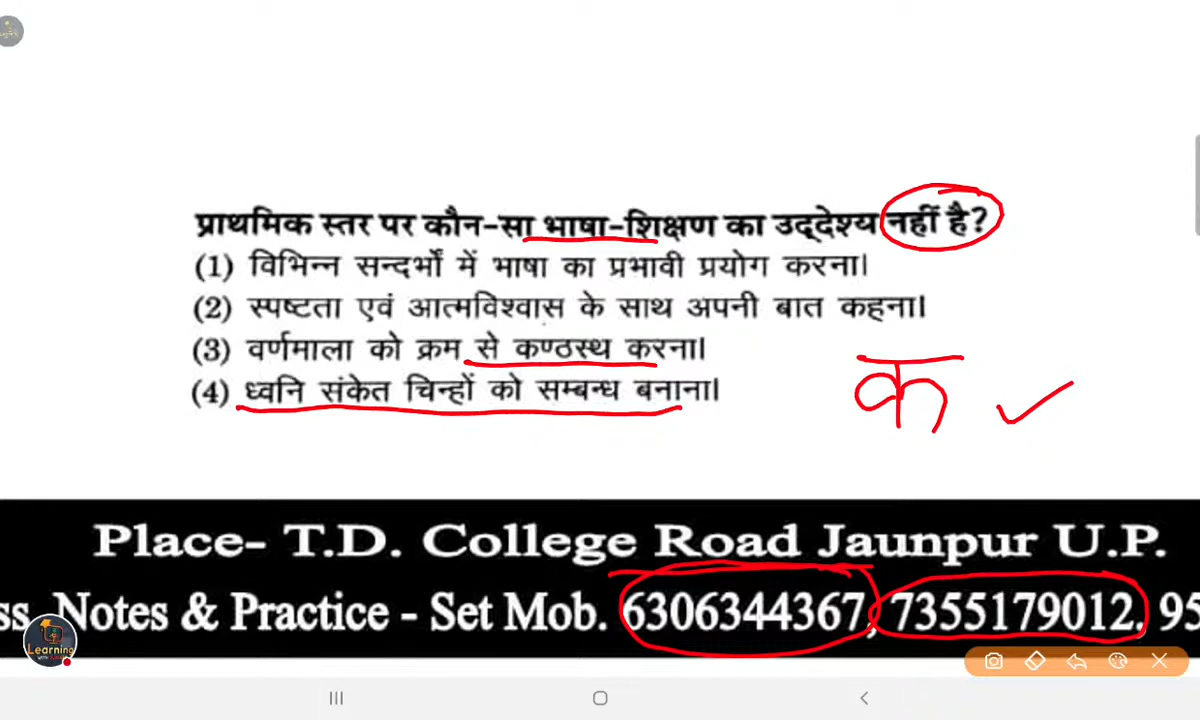 प्राथमिक स्तर पर कौन-सा भाषा-शिक्षण का उद्देश्य नहीं है?
(1) विभिन्न सन्दर्भों में भाषा का प्रभावी प्रयोग करना।
(2) स्पष्टता एवं आत्मविश्वास के साथ अपनी बात कहना।
(3) वर्णमाला को क्रम से कण्ठस्थ करना।
(4) ध्वनि संकेत चिन्हों को सम्बन्ध बनाना।
क
Place- T.D. College Road Jaunpur U.P.
ss Notes & Practice - Set Mob. 6306344367, 7355179012. 95
Learning